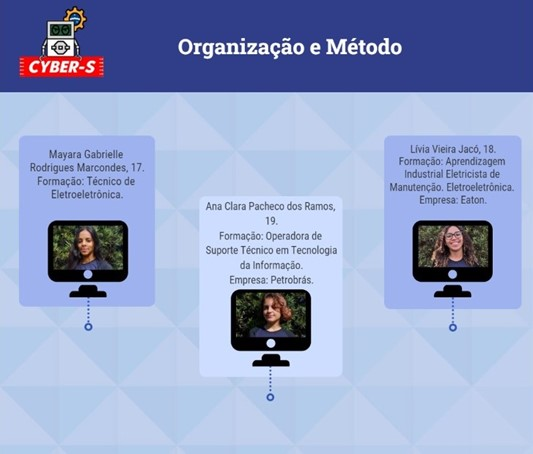 CYBER-S
Organização e Método
Mayara Gabrielle
Rodrigues Marcondes, 17.
Formação: Técnico de
Eletroeletrônica.
Ana Clara Pacheco dos Ramos,
19.
Formação: Operadora de
Suporte Técnico em Tecnologia
da Informação.
Empresa: Petrobrás.
Lívia Vieira Jacó, 18.
Formação: Aprendizagem
Industrial Eletricista de
Manutenção. Eletroeletrônica.
Empresa: Eaton.